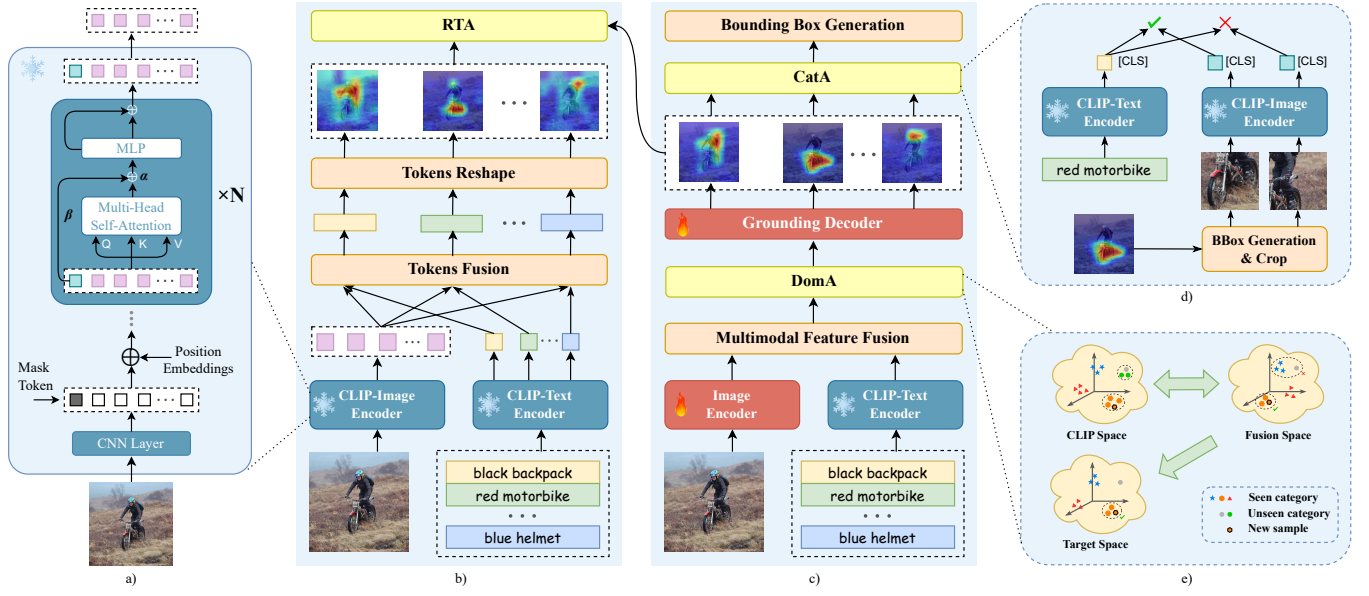 MLP
α
β
Multi-Head
Self-Attention
Q K V
×N
Position
Embeddings
Mask
Token
CNN Layer
a)
RTA
Tokens Reshape
Tokens Fusion
CLIP-Image
Encoder
CLIP-Text
Encoder
black backpack
red motorbike
blue helmet
b)
Bounding Box Generation
CatA
Grounding Decoder
DomA
Multimodal Feature Fusion
Image
Encoder
CLIP-Text
Encoder
black backpack
red motorbike
blue helmet
c)
[CLS]
[CLS]
[CLS]
CLIP-Text
Encoder
CLIP-Image
Encoder
red motorbike
BBox Generation
& Crop
d)
CLIP Space
Fusion Space
Target Space
Seen category
Unseen category
New sample
e)